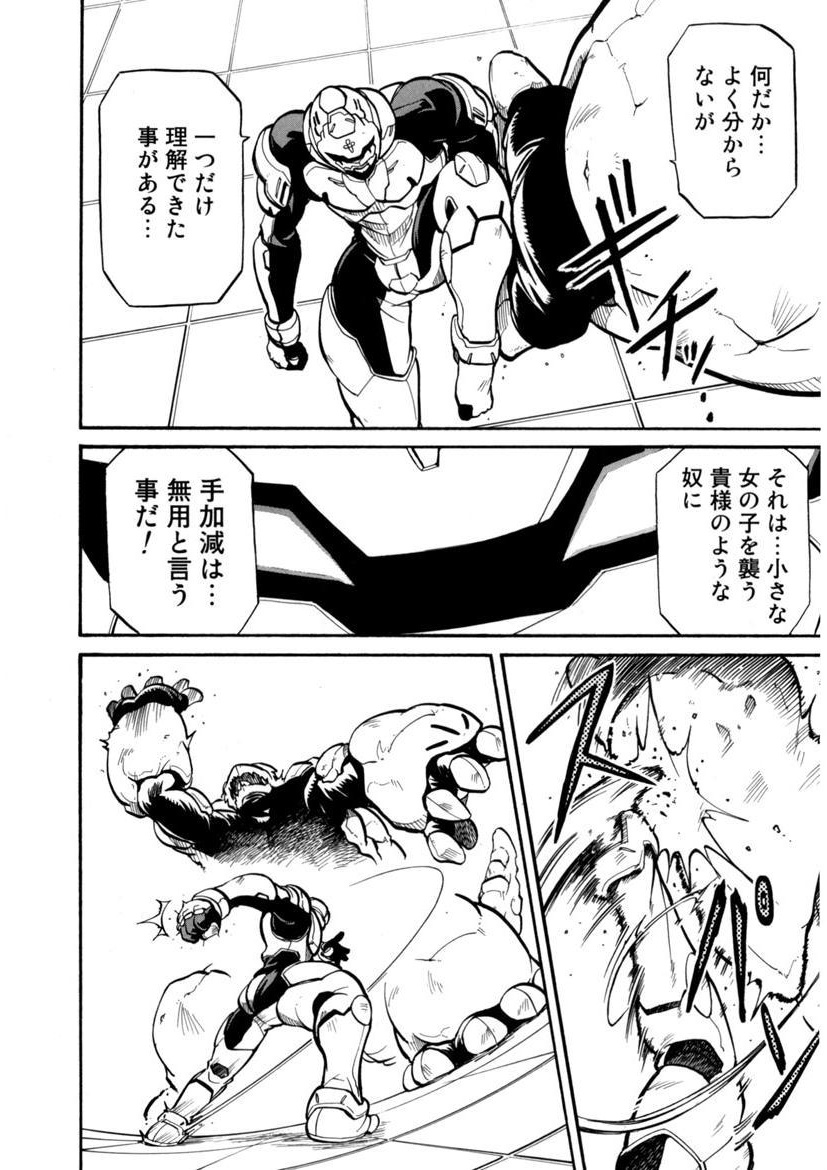 何だか…
よく分から
ないが
一つだけ
理解できた
事がある…
ギギ…
それは…小さな
女の子を襲う
貴様のような
奴に
手加減は…
無用と言う
事だ！